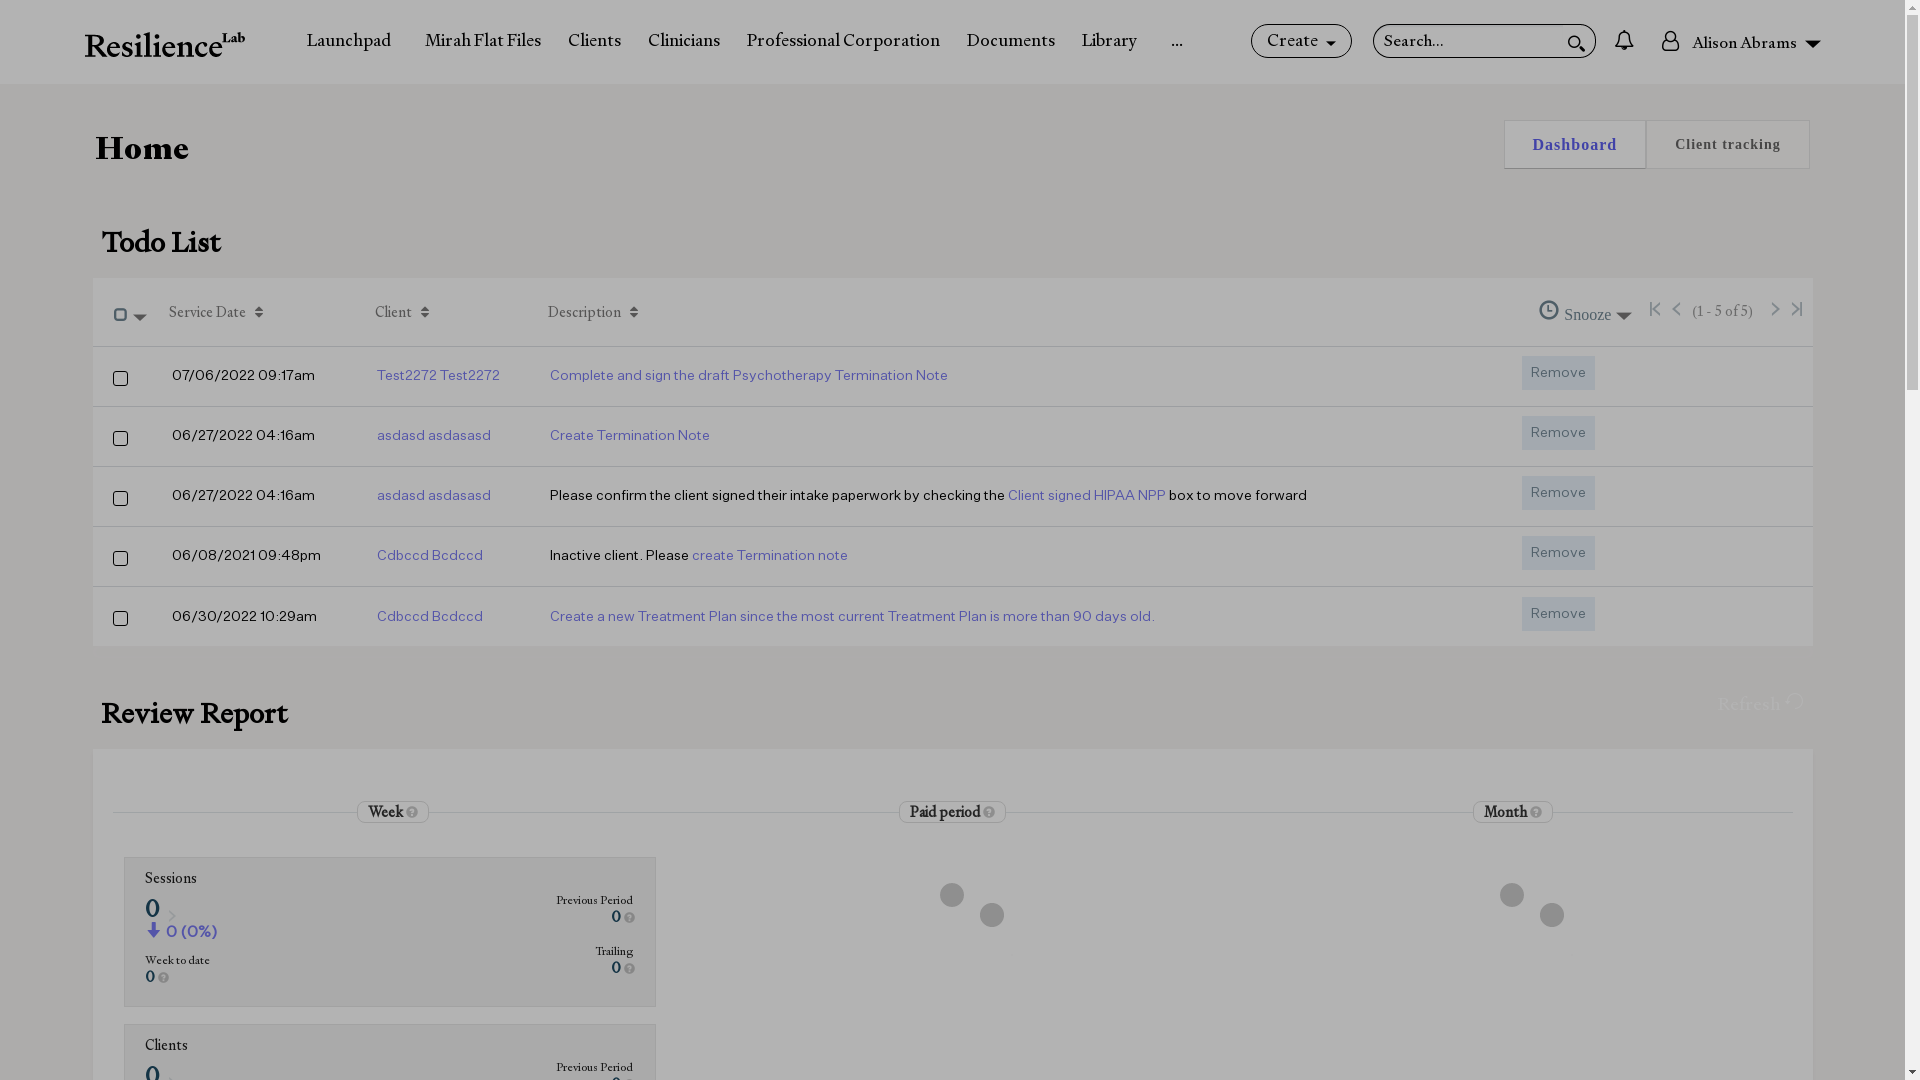 Resilience Lab Launchpad Mirah Flat Files Clients Clinicians Professional Corporation Documents Library ... Create Search... Alison Abrams
Home Dashboard Client tracking
Todo List
Service Date Client Description Snooze (1 - 5 of 5)
07/06/2022 09:17am Test2272 Test2272 Complete and sign the draft Psychotherapy Termination Note Remove
06/27/2022 04:16am asdasd asdasasd Create Termination Note Remove
06/27/2022 04:16am asdasd asdasasd Please confirm the client signed their intake paperwork by checking the Client signed HIPAA NPP box to move forward Remove
06/08/2021 09:48pm Cdbccd Bcdccd Inactive client. Please create Termination note Remove
06/30/2022 10:29am Cdbccd Bcdccd Create a new Treatment Plan since the most current Treatment Plan is more than 90 days old. Remove
Review Report Refresh
Week Paid period Month
Sessions
0 Previous Period
0 (0%) 0
Week to date Trailing
0 0
Clients
0 Previous Period